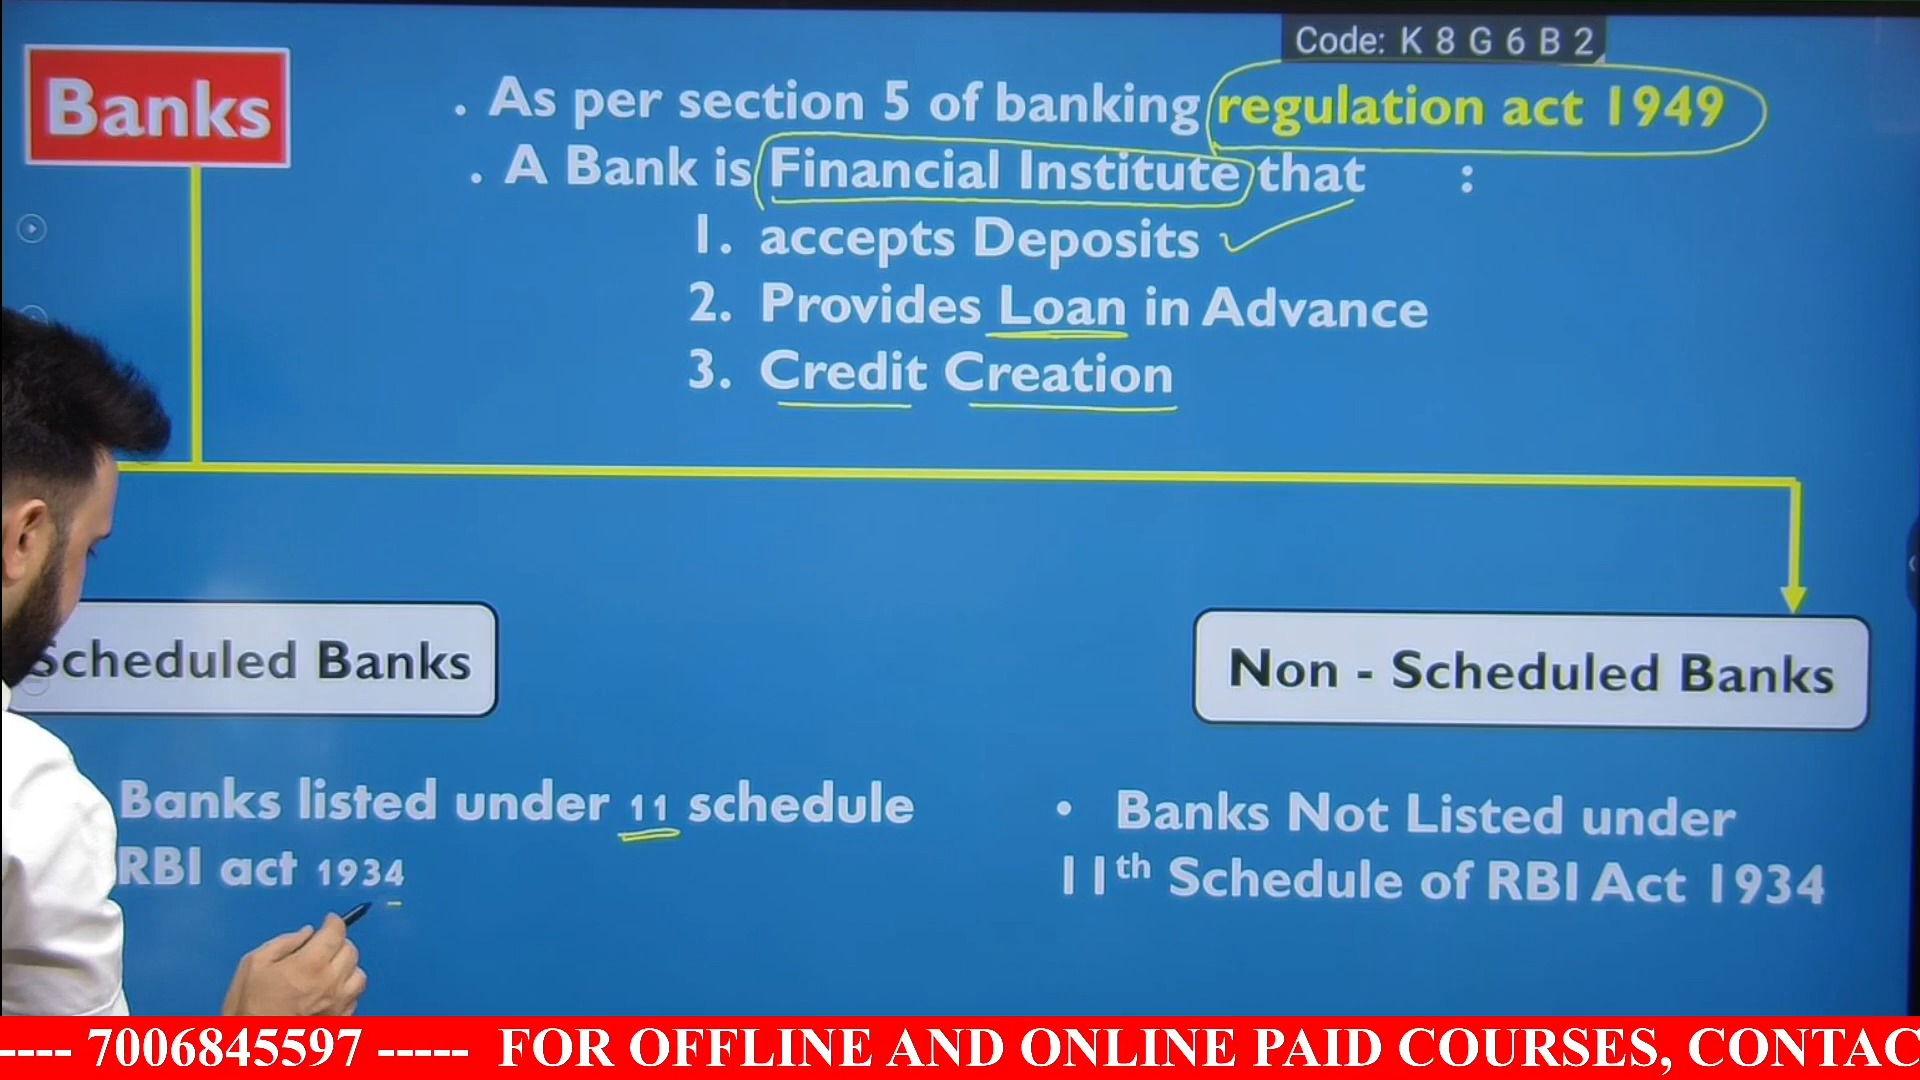 Code: K 8 G 6 B 2
Banks
. As per section 5 of banking regulation act 1949
. A Bank is Financial Institute that :
1. accepts Deposits
2. Provides Loan in Advance
3. Credit Creation
Scheduled Banks
Non - Scheduled Banks
Banks listed under 11 schedule
RBI act 1934
• Banks Not Listed under
11th Schedule of RBI Act 1934
---- 7006845597 ----- FOR OFFLINE AND ONLINE PAID COURSES, CONTAC